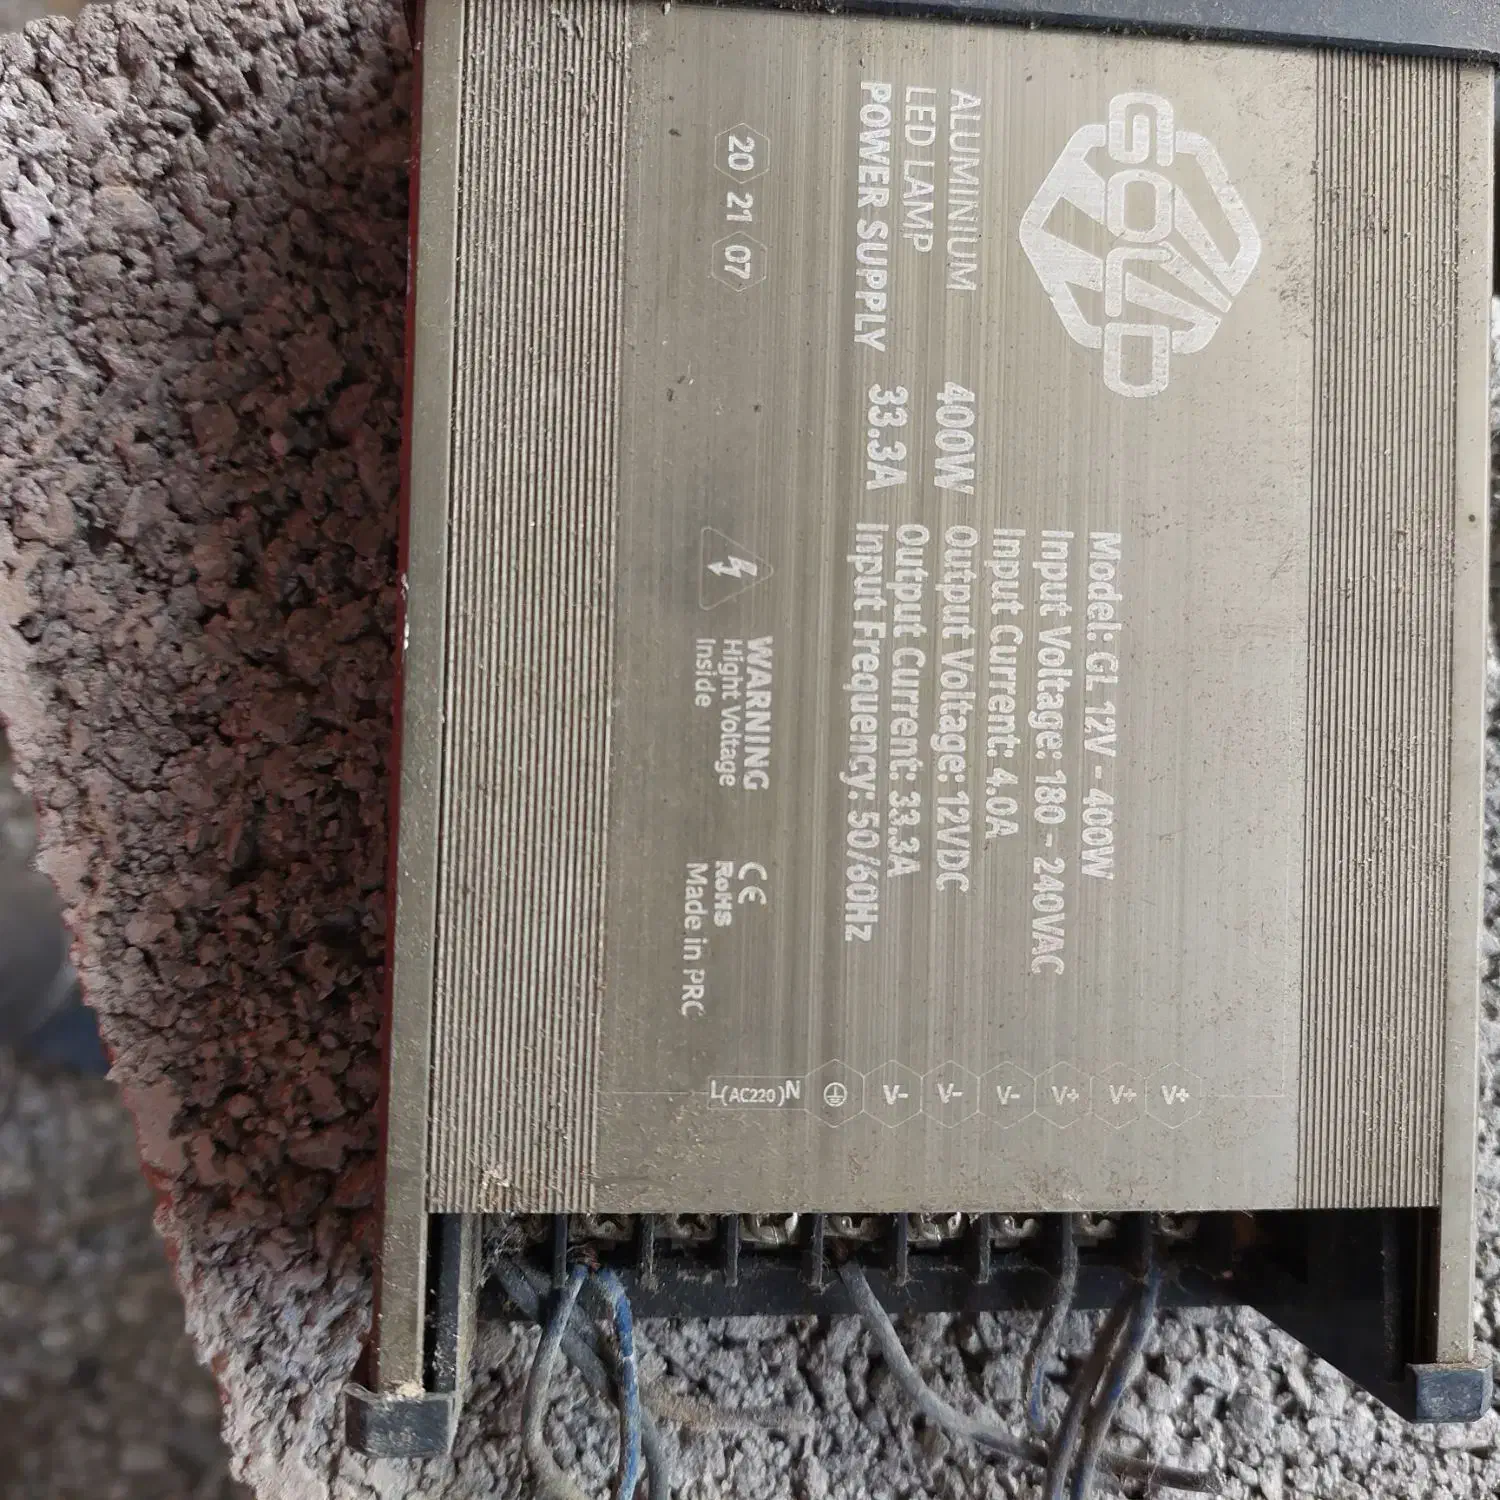 GOLD
ALUMINIUM
LED LAMP
POWER SUPPLY
400W
33.3A
Model: GL 12V - 400W
Input Voltage: 180 - 240VAC
Input Current: 4.0A
Output Voltage: 12VDC
Output Current: 33.3A
Input Frequency: 50/60Hz
20 21 07
WARNING
Hight Voltage
Inside
CE
RoHS
Made in PRC
V+
V+
V+
V-
V-
V-
L(AC220)N